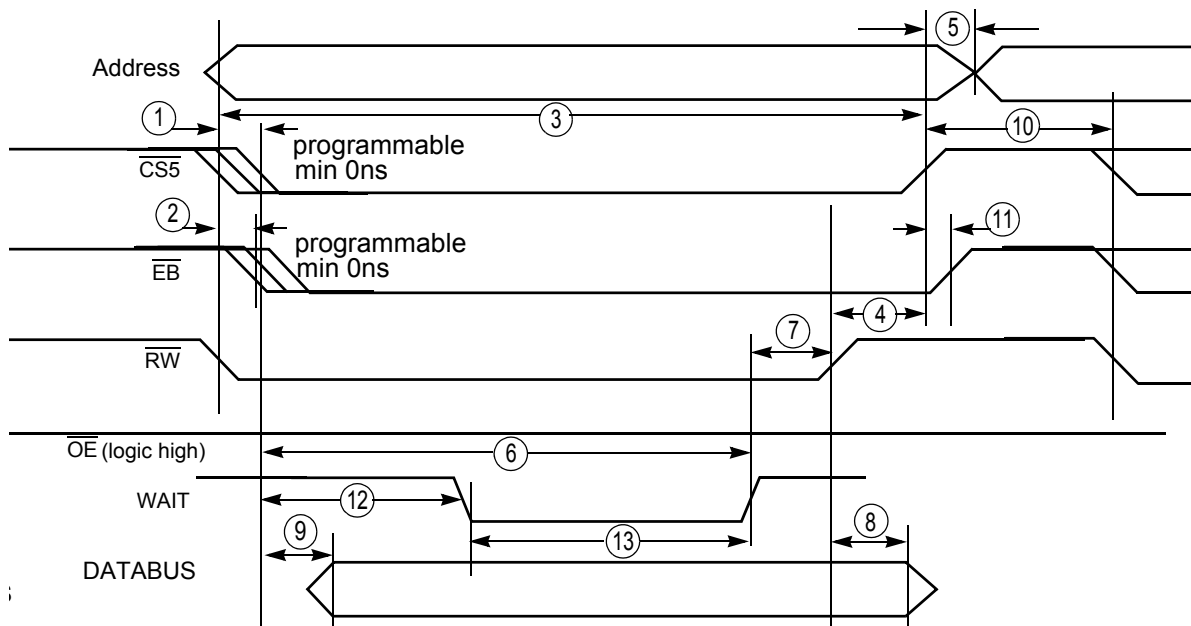 5
Address
1
3
10
programmable
min 0ns
CS5
2
11
programmable
min 0ns
EB
4
7
RW
OE (logic high)
6
WAIT
12
13
8
9
DATABUS